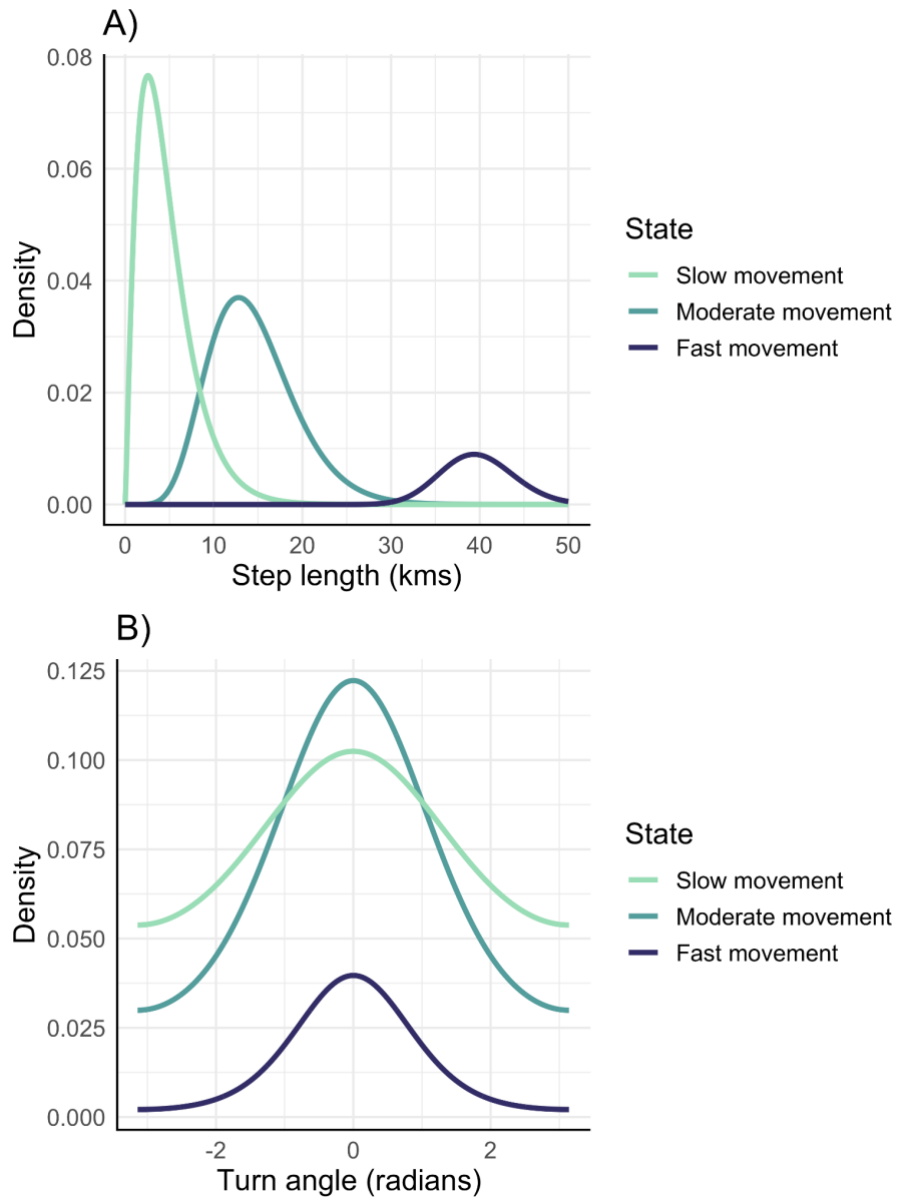 A)
0.08
0.06
0.04
0.02
0.00
Density
0 10 20 30 40 50
Step length (kms)
State
Slow movement
Moderate movement
Fast movement
B)
0.125
0.100
0.075
0.050
0.025
0.000
Density
-2 0 2
Turn angle (radians)
State
Slow movement
Moderate movement
Fast movement